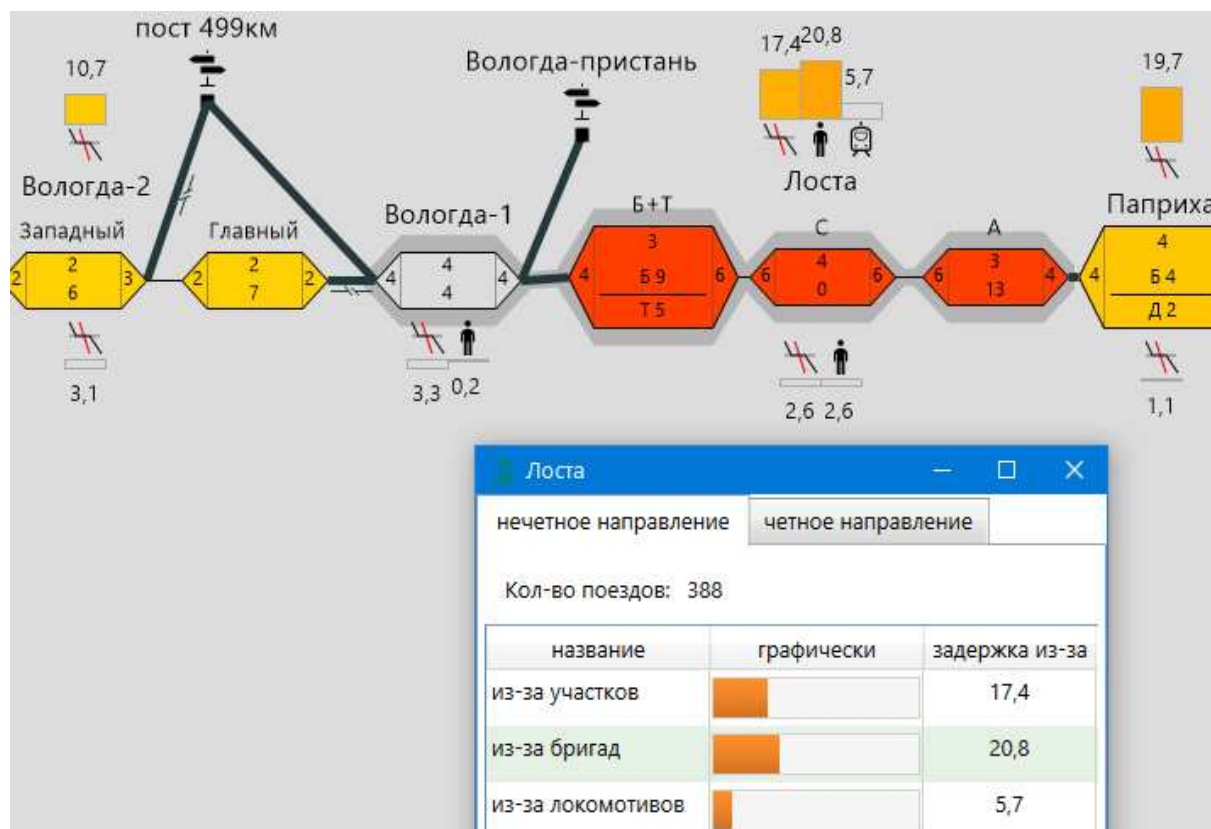 пост 499км
17,4
20,8
5,7
10,7
Вологда-пристань
19,7
Вологда-2
Лоста
Вологда-1
Б+Т
С
А
Паприха
Западный
Главный
2
2
6
3
2
2
7
2
4
4
4
4
4
3
Б 9
Т 5
6
6
4
0
6
6
3
13
4
4
4
Б 4
Д 2
3,1
3,3
0,2
2,6
2,6
1,1
Лоста
нечетное направление
четное направление
Кол-во поездов: 388
название графически задержка из-за
из-за участков 17,4
из-за бригад 20,8
из-за локомотивов 5,7